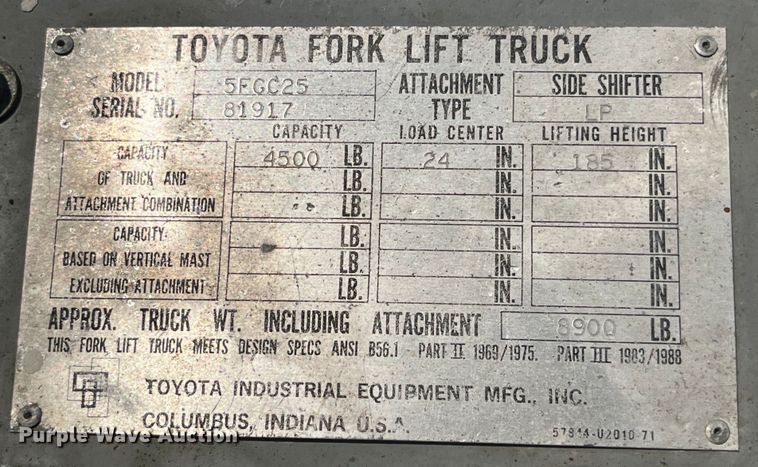 TOYOTA FORK LIFT TRUCK
MODEL 5FGC25 ATTACHMENT SIDE SHIFTER
SERIAL NO. 81917 TYPE LP
CAPACITY LOAD CENTER LIFTING HEIGHT
CAPACITY 4500 LB. 24 IN. 185 IN.
OF TRUCK AND LB. IN. IN.
ATTACHMENT COMBINATION LB. IN. IN.
CAPACITY LB. IN. IN.
BASED ON VERTICAL MAST LB. IN. IN.
EXCLUDING ATTACHMENT LB. IN. IN.
APPROX. TRUCK WT. INCLUDING ATTACHMENT 8900 LB.
THIS FORK LIFT TRUCK MEETS DESIGN SPECS ANSI B56.1 - PART II 1969/1975. PART III 1983/1988
TOYOTA INDUSTRIAL EQUIPMENT MFG., INC.
COLUMBUS, INDIANA U.S.A.
57844-U2010-71
Purple Wave Auction